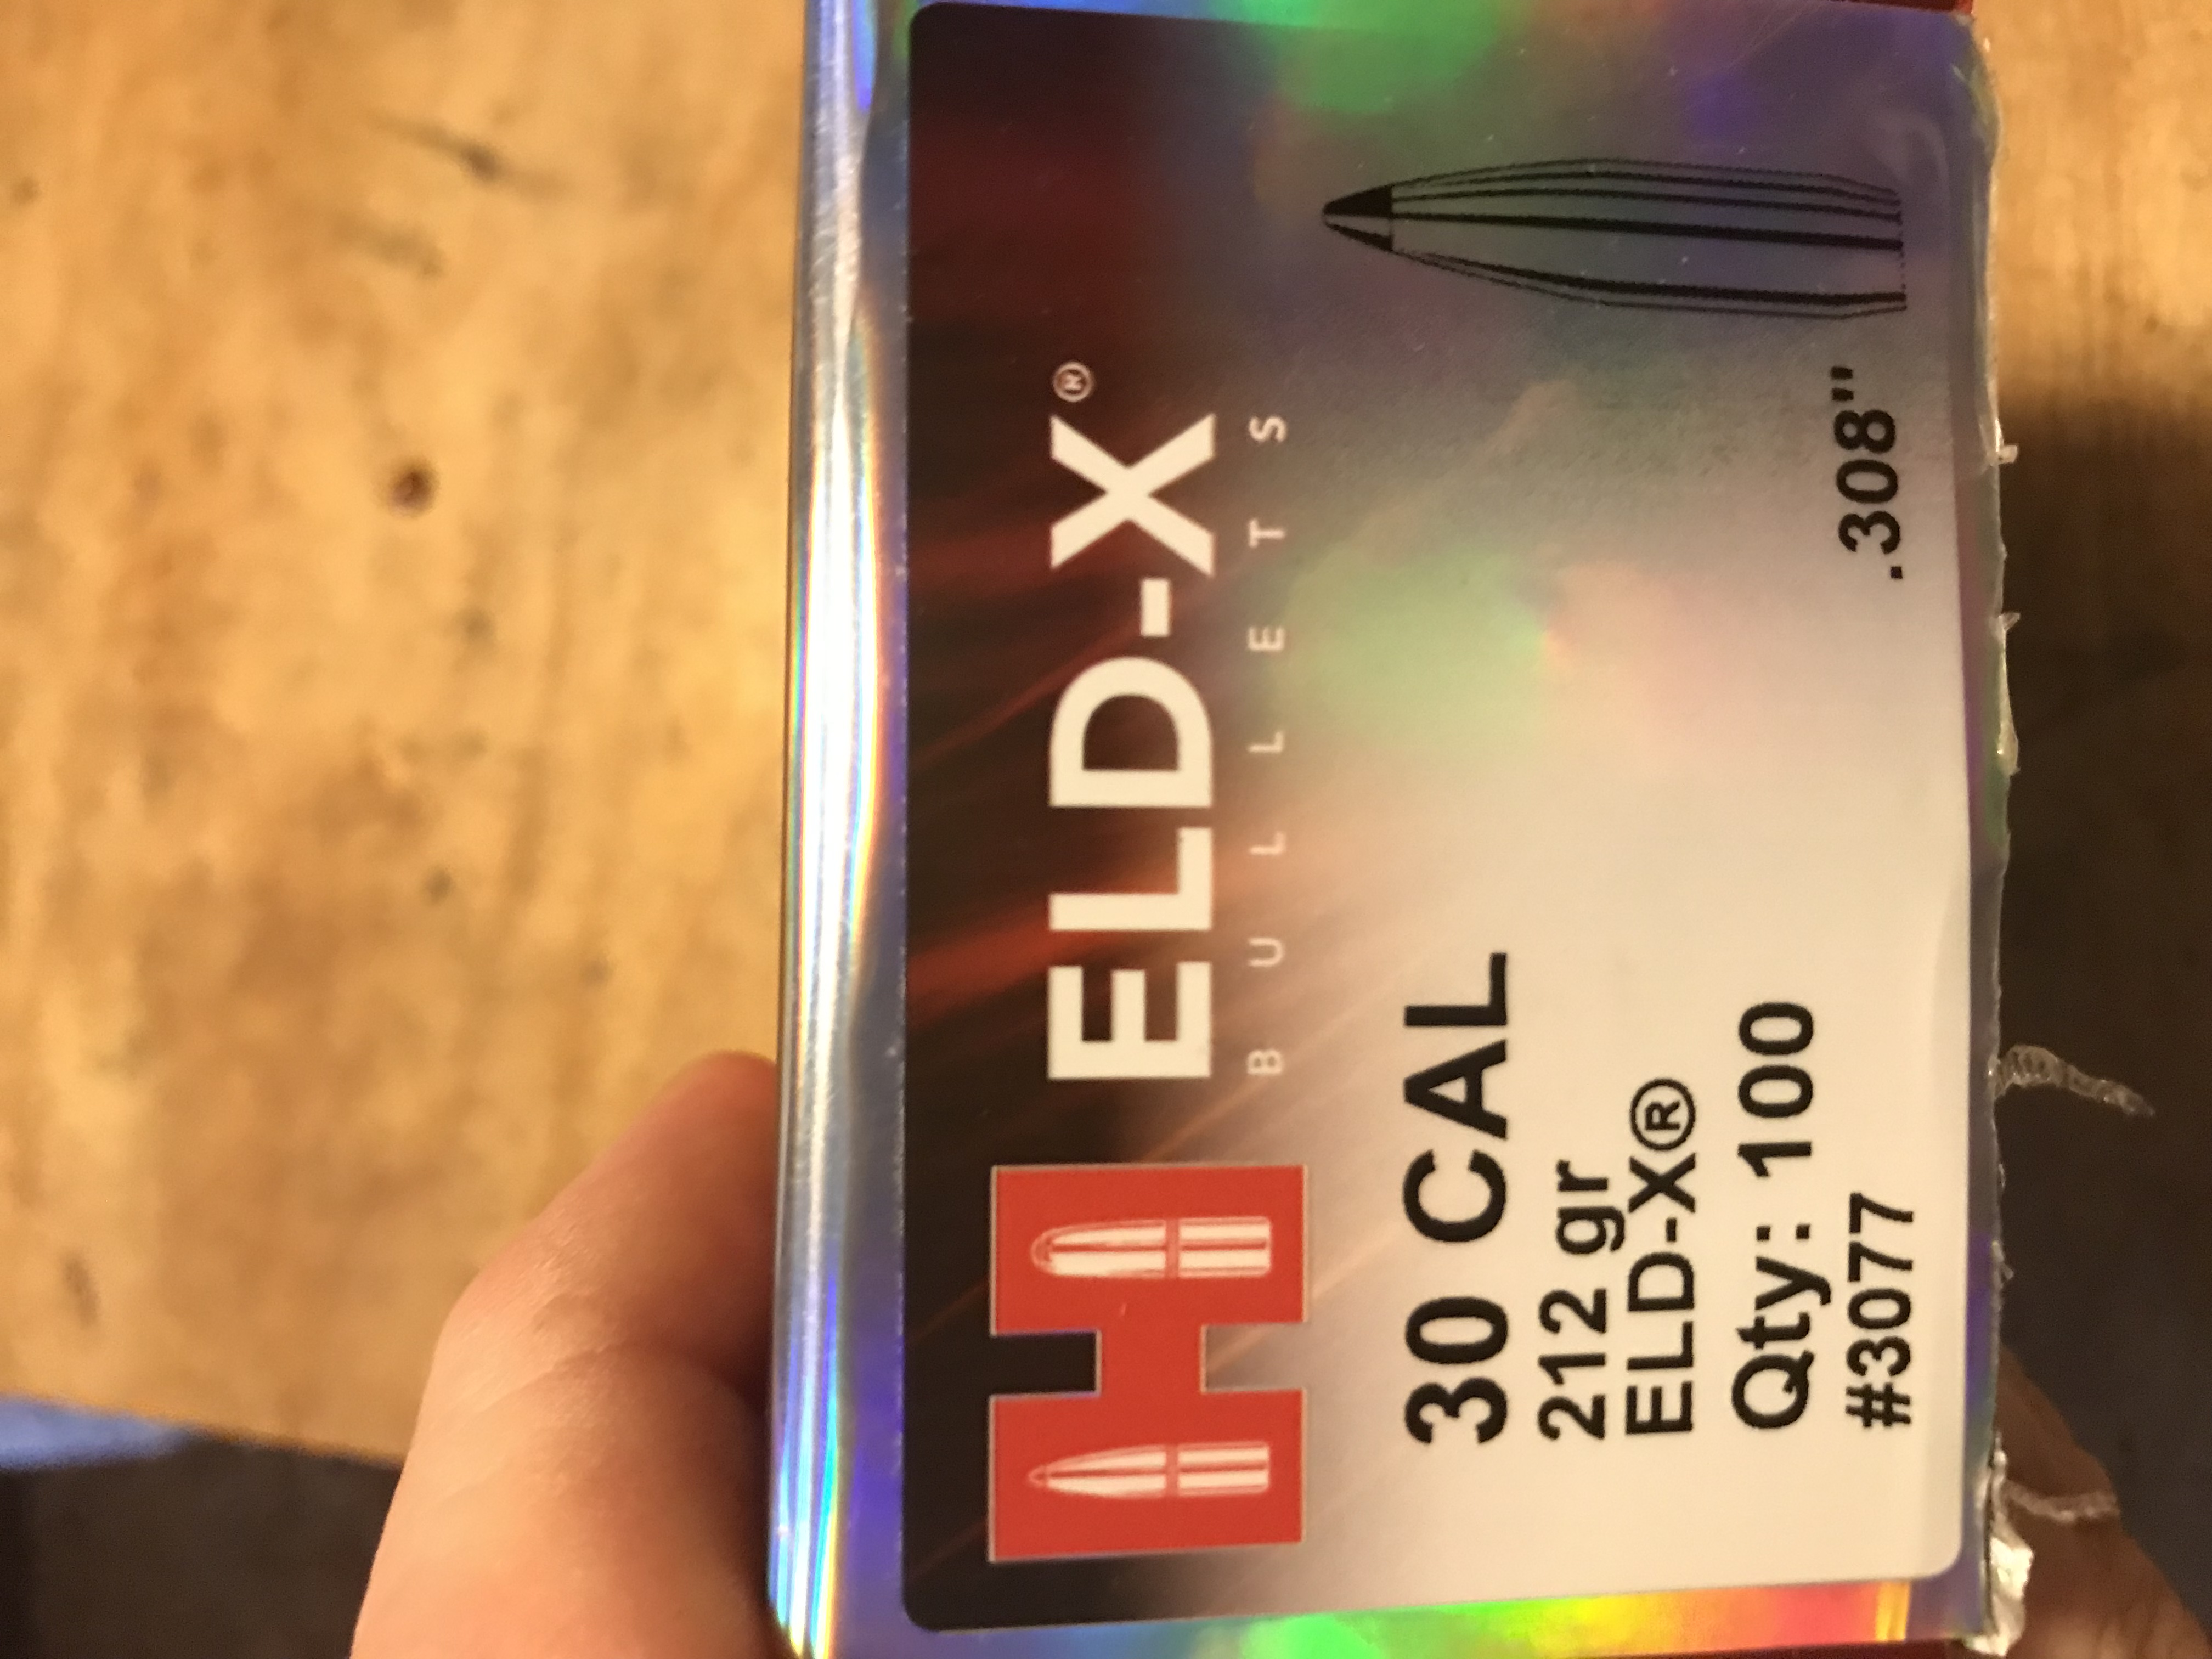 H
ELD-X®
BULLETS
30 CAL
212 gr
ELD-X®
Qty: 100
#3077
.308"